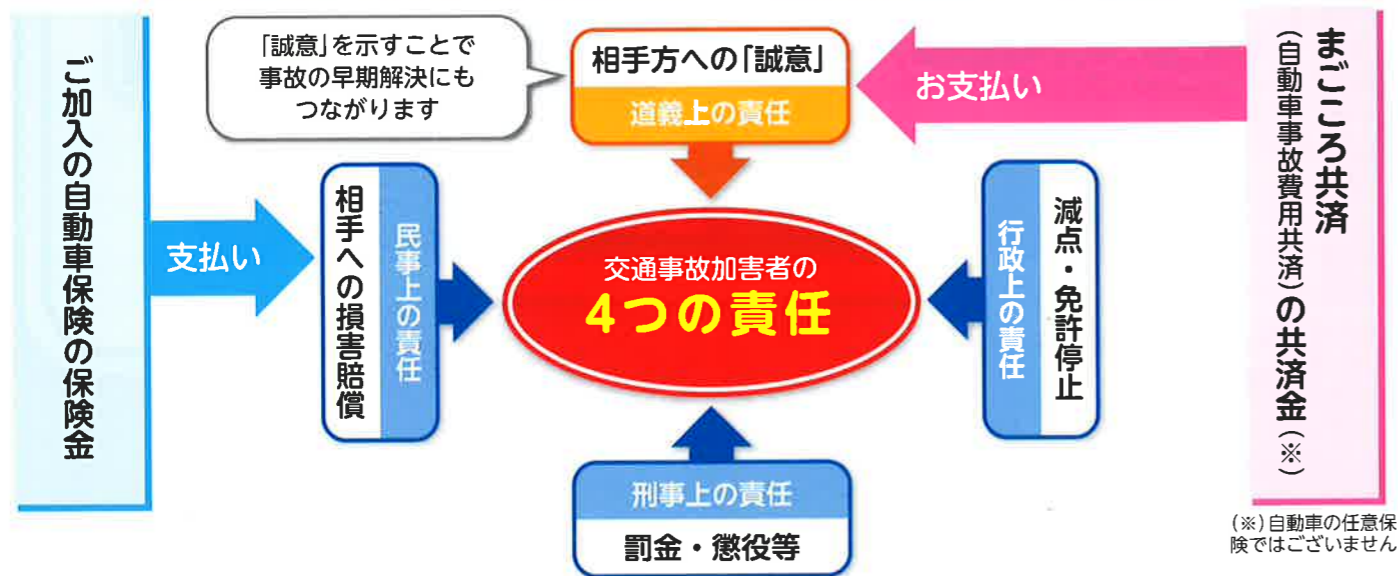 ご加入の自動車保険の保険金
支払い
「誠意」を示すことで
事故の早期解決にも
つながります
相手方への「誠意」
道義上の責任
お支払い
まごころ共済
(自動車事故費用共済)の共済金(※)
(※)自動車の任意保
険ではございません
相手への損害賠償
民事上の責任
交通事故加害者の
4つの責任
行政上の責任
減点・免許停止
刑事上の責任
罰金・懲役等